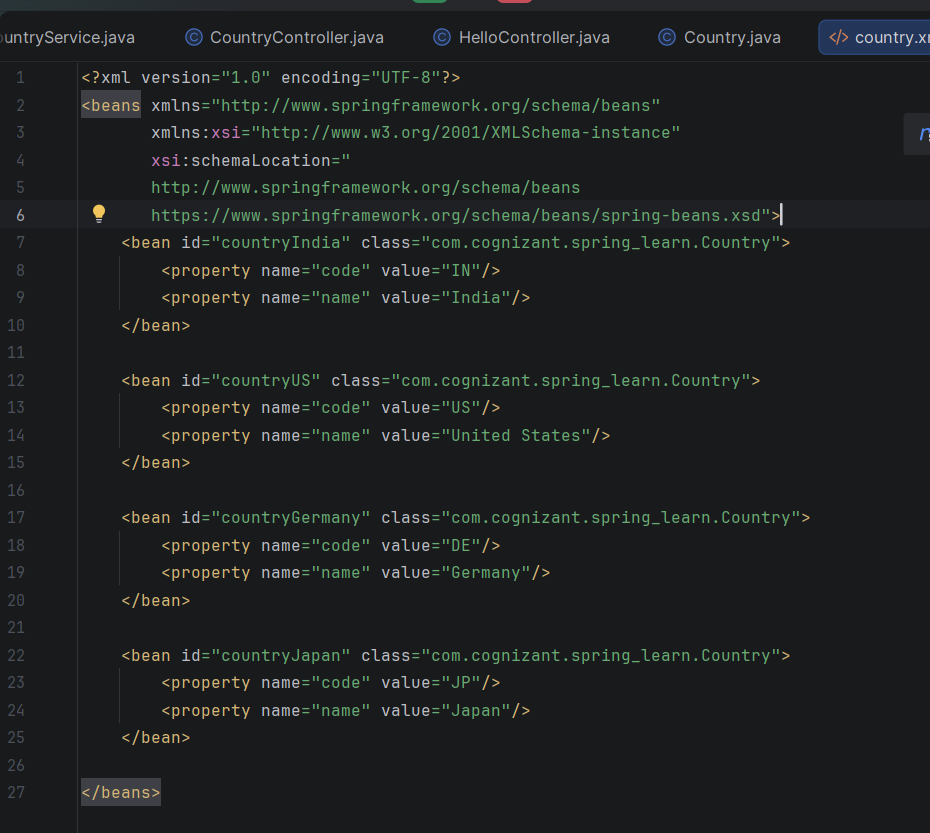 untryService.java CountryController.java HelloController.java Country.java </> country.x
1 <?xml version="1.0" encoding="UTF-8"?>
2 <beans xmlns="http://www.springframework.org/schema/beans"
3 xmlns:xsi="http://www.w3.org/2001/XMLSchema-instance"
4 xsi:schemaLocation="
5 http://www.springframework.org/schema/beans
6 https://www.springframework.org/schema/beans/spring-beans.xsd">
7 <bean id="countryIndia" class="com.cognizant.spring_learn.Country">
8 <property name="code" value="IN"/>
9 <property name="name" value="India"/>
10 </bean>
11
12 <bean id="countryUS" class="com.cognizant.spring_learn.Country">
13 <property name="code" value="US"/>
14 <property name="name" value="United States"/>
15 </bean>
16
17 <bean id="countryGermany" class="com.cognizant.spring_learn.Country">
18 <property name="code" value="DE"/>
19 <property name="name" value="Germany"/>
20 </bean>
21
22 <bean id="countryJapan" class="com.cognizant.spring_learn.Country">
23 <property name="code" value="JP"/>
24 <property name="name" value="Japan"/>
25 </bean>
26
27 </beans>